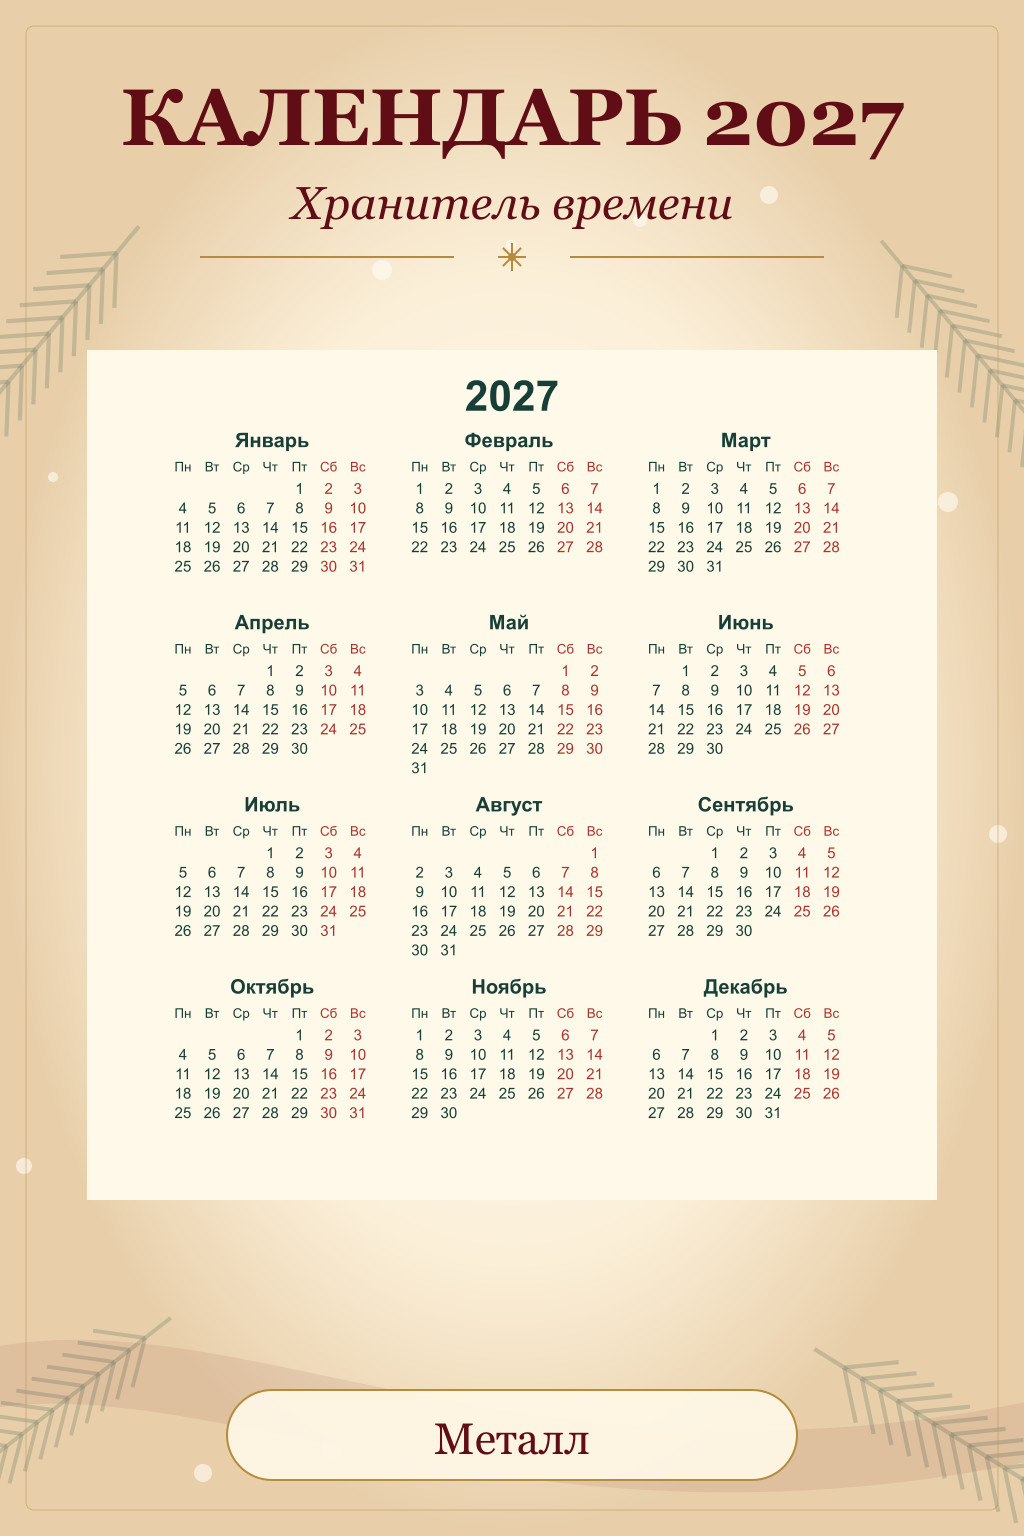 КАЛЕНДАРЬ 2027
Хранитель времени
2027
Январь Февраль Март
Пн Вт Ср Чт Пт Сб Вс Пн Вт Ср Чт Пт Сб Вс Пн Вт Ср Чт Пт Сб Вс
1 2 3 1 2 3 4 5 6 7 1 2 3 4 5 6 7
4 5 6 7 8 9 10 8 9 10 11 12 13 14 8 9 10 11 12 13 14
11 12 13 14 15 16 17 15 16 17 18 19 20 21 15 16 17 18 19 20 21
18 19 20 21 22 23 24 22 23 24 25 26 27 28 22 23 24 25 26 27 28
25 26 27 28 29 30 31 29 30 31
Апрель Май Июнь
Пн Вт Ср Чт Пт Сб Вс Пн Вт Ср Чт Пт Сб Вс Пн Вт Ср Чт Пт Сб Вс
1 2 3 4 1 2 1 2 3 4 5 6
5 6 7 8 9 10 11 3 4 5 6 7 8 9 7 8 9 10 11 12 13
12 13 14 15 16 17 18 10 11 12 13 14 15 16 14 15 16 17 18 19 20
19 20 21 22 23 24 25 17 18 19 20 21 22 23 21 22 23 24 25 26 27
26 27 28 29 30 24 25 26 27 28 29 30 28 29 30
31
Июль Август Сентябрь
Пн Вт Ср Чт Пт Сб Вс Пн Вт Ср Чт Пт Сб Вс Пн Вт Ср Чт Пт Сб Вс
1 2 3 4 1 1 2 3 4 5
5 6 7 8 9 10 11 2 3 4 5 6 7 8 6 7 8 9 10 11 12
12 13 14 15 16 17 18 9 10 11 12 13 14 15 13 14 15 16 17 18 19
19 20 21 22 23 24 25 16 17 18 19 20 21 22 20 21 22 23 24 25 26
26 27 28 29 30 31 23 24 25 26 27 28 29 27 28 29 30
30 31
Октябрь Ноябрь Декабрь
Пн Вт Ср Чт Пт Сб Вс Пн Вт Ср Чт Пт Сб Вс Пн Вт Ср Чт Пт Сб Вс
1 2 3 1 2 3 4 5 6 7 1 2 3 4 5
4 5 6 7 8 9 10 8 9 10 11 12 13 14 6 7 8 9 10 11 12
11 12 13 14 15 16 17 15 16 17 18 19 20 21 13 14 15 16 17 18 19
18 19 20 21 22 23 24 22 23 24 25 26 27 28 20 21 22 23 24 25 26
25 26 27 28 29 30 31 29 30 27 28 29 30 31
Металл